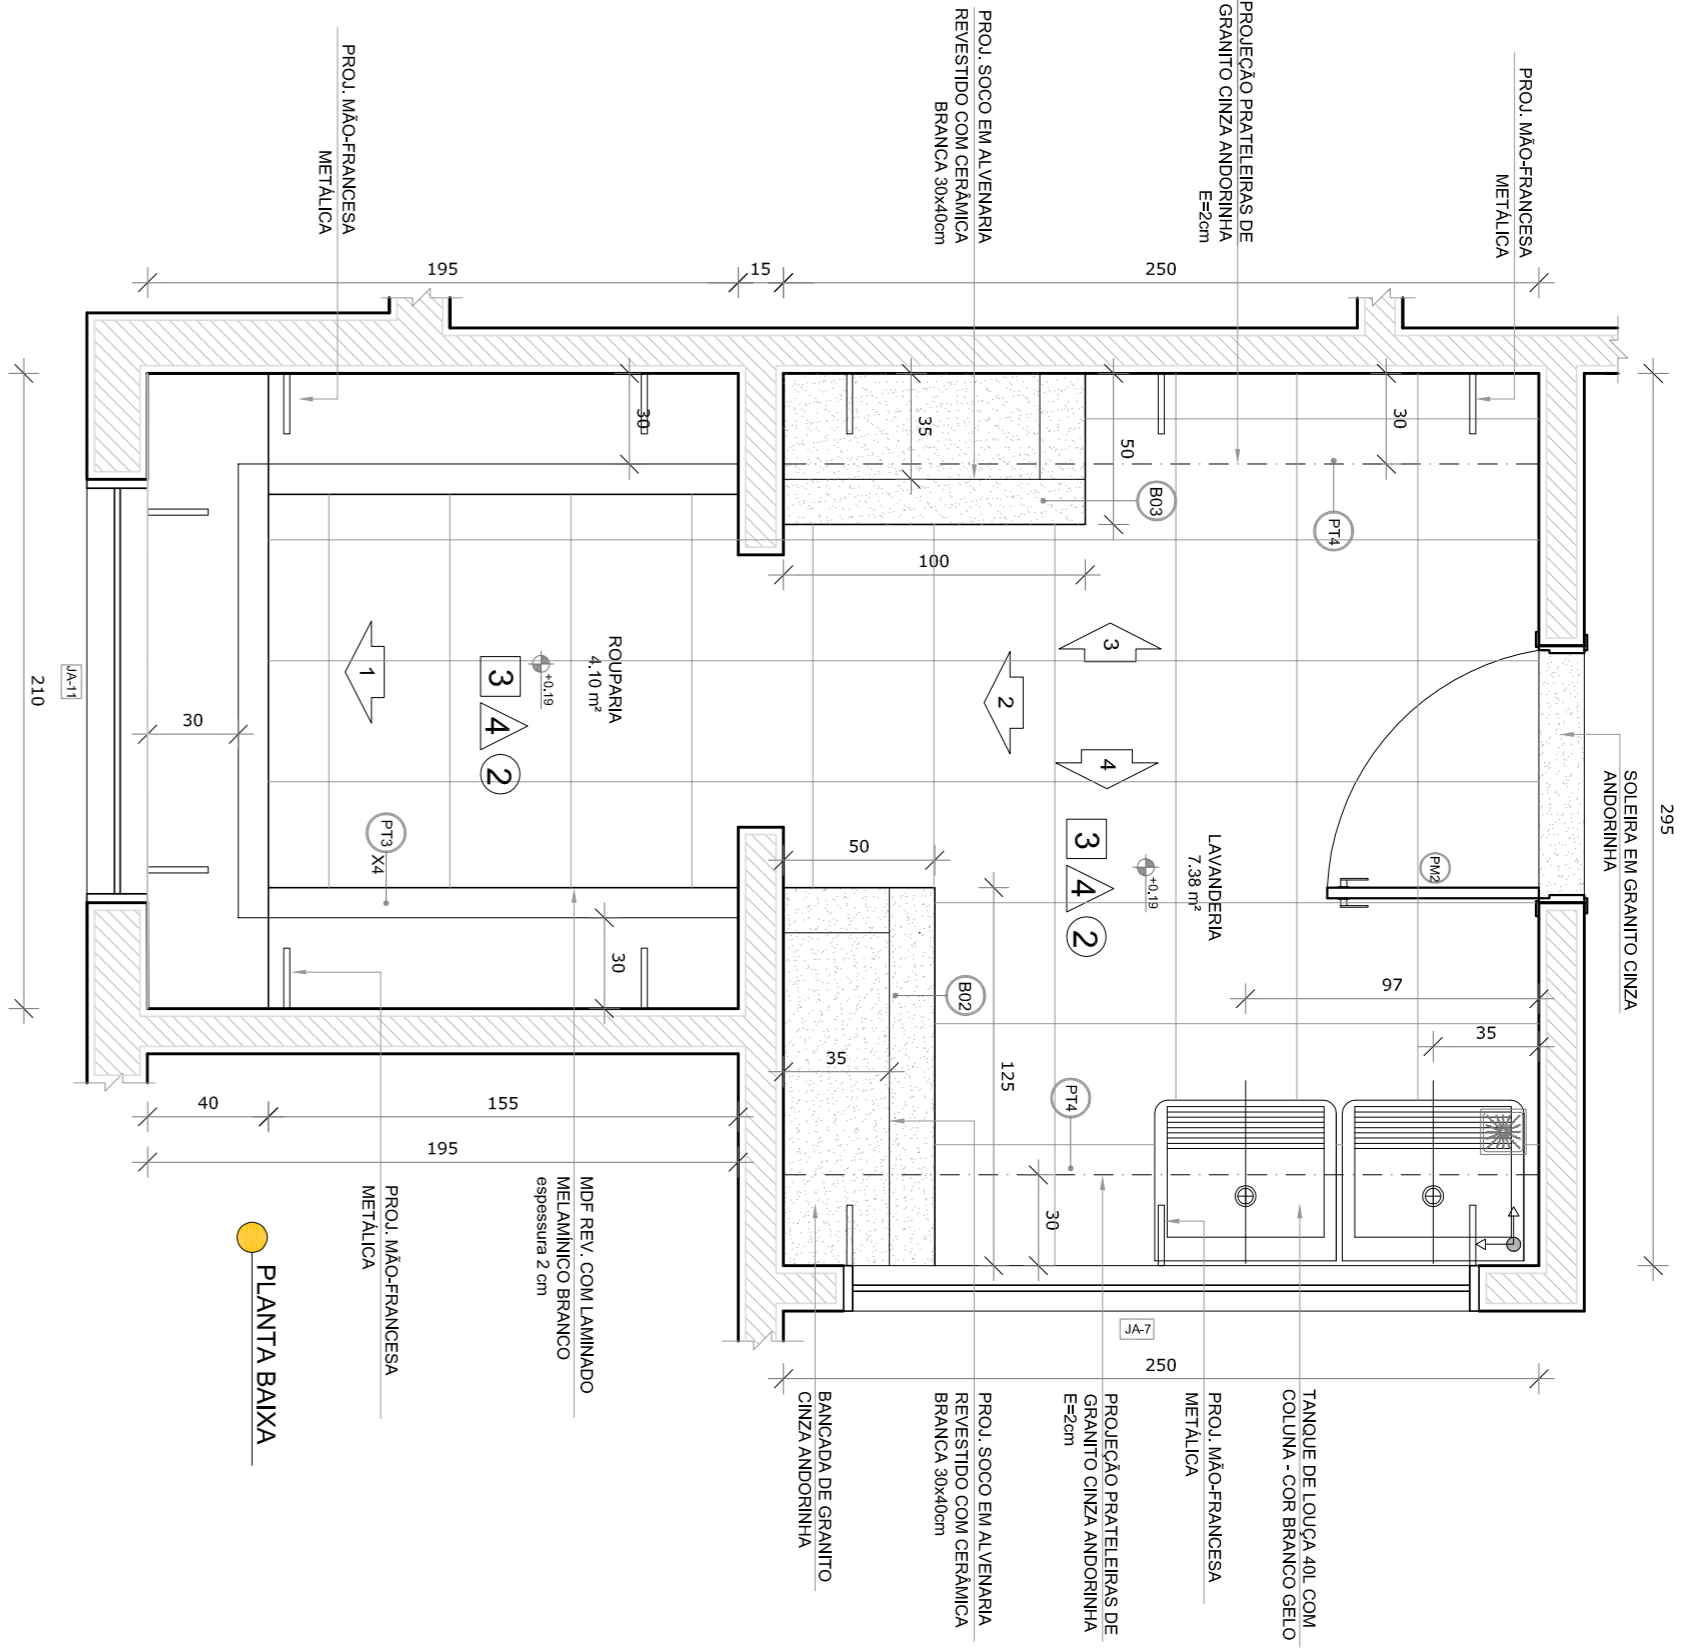 PROJ. MÃO-FRANCESA
METÁLICA
PROJ. SOCO EM ALVENARIA
REVESTIDO COM CERÂMICA
BRANCA 30x40cm
PROJEÇÃO PRATELEIRAS DE
GRANITO CINZA ANDORINHA
E=2cm
PROJ. MÃO-FRANCESA
METÁLICA
195
15
250
30
35
50
30
B03
PT4
100
295
210
JA-11
30
1
ROUPARIA
4.10 m²
+0.19
3
4
2
PT3
X4
30
3
2
4
LAVANDERIA
7.38 m²
+0.19
3
4
2
PM2
SOLEIRA EM GRANITO CINZA
ANDORINHA
50
B02
35
125
PT4
30
97
35
40
155
195
JA-7
250
PLANTA BAIXA
PROJ. MÃO-FRANCESA
METÁLICA
MDF REV. COM LAMINADO
MELAMÍNICO BRANCO
espessura 2 cm
BANCADA DE GRANITO
CINZA ANDORINHA
PROJ. SOCO EM ALVENARIA
REVESTIDO COM CERÂMICA
BRANCA 30x40cm
PROJEÇÃO PRATELEIRAS DE
GRANITO CINZA ANDORINHA
E=2cm
PROJ. MÃO-FRANCESA
METÁLICA
TANQUE DE LOUÇA 40L COM
COLUNA - COR BRANCO GELO